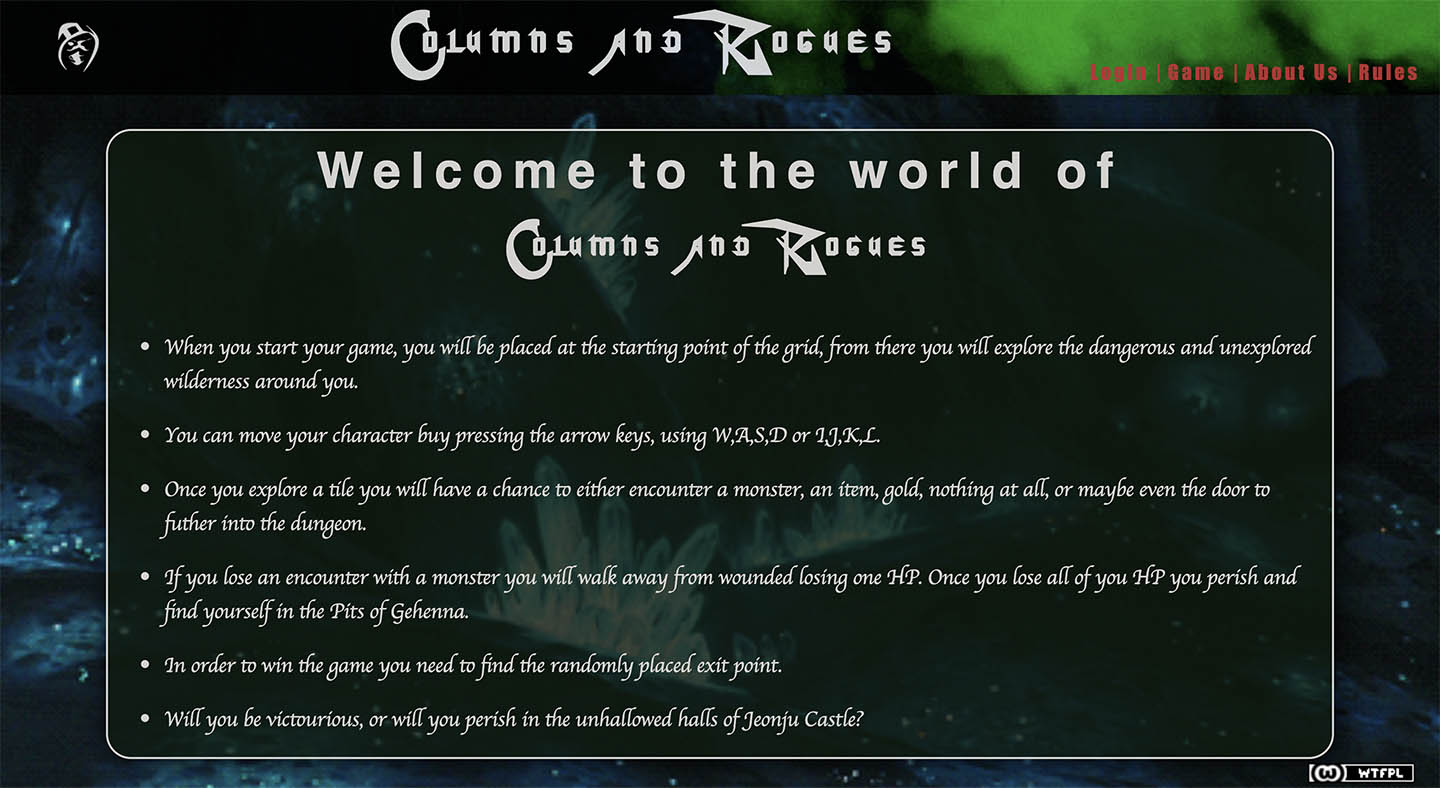 Columns and Rogues
Login | Game | About Us | Rules
Welcome to the world of
Columns and Rogues
• When you start your game, you will be placed at the starting point of the grid, from there you will explore the dangerous and unexplored
wilderness around you.
• You can move your character buy pressing the arrow keys, using W,A,S,D or I,J,K,L.
• Once you explore a tile you will have a chance to either encounter a monster, an item, gold, nothing at all, or maybe even the door to
futher into the dungeon.
• If you lose an encounter with a monster you will walk away from wounded losing one HP. Once you lose all of you HP you perish and
find yourself in the Pits of Gehenna.
• In order to win the game you need to find the randomly placed exit point.
• Will you be victourious, or will you perish in the unhallowed halls of Jeonju Castle?
(W) WTFPL